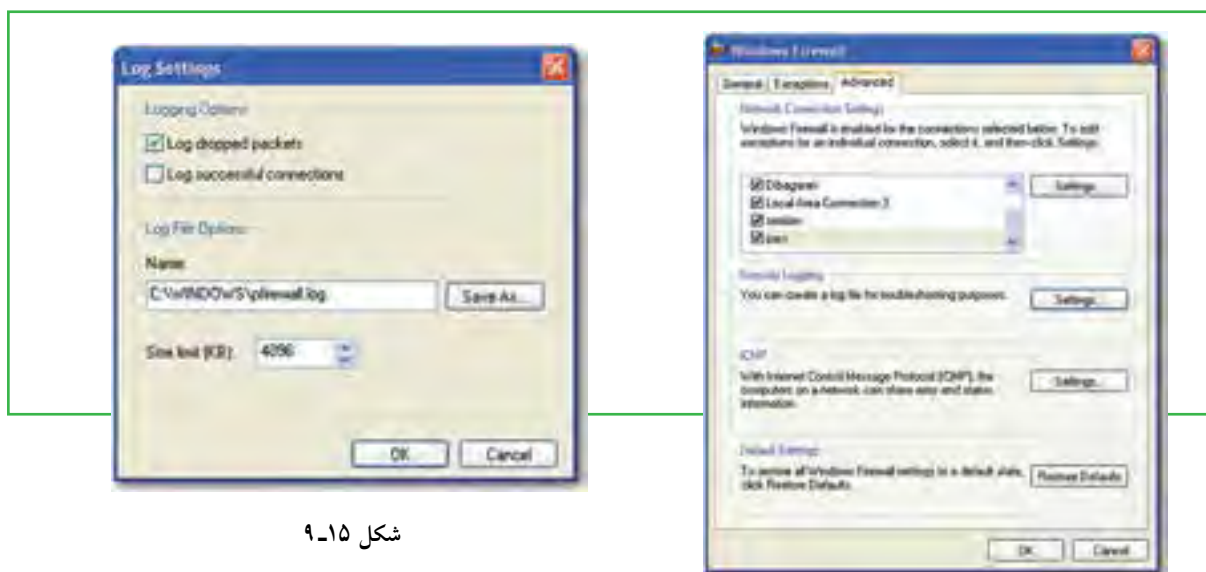 Log Settings
Logging Options
Log dropped packets
Log successful connections
Log File Options
Name:
C:\WINDOWS\pfirewall.log
Save As...
Size limit (KB):
4096
OK
Cancel
شکل ۱۵ـ۹
Windows Firewall
General
Exceptions
Advanced
Network Connection Settings
Windows Firewall is enabled for the connections selected below. To add
exceptions for an individual connection, select it, and then click Settings:
Local Area Connection 3
Settings...
Security Logging
You can create a log file for troubleshooting purposes.
Settings...
ICMP
With Internet Control Message Protocol (ICMP), the
computers on a network can share error and status
information.
Settings...
Default Settings
To restore all Windows Firewall settings to a default state,
click Restore Defaults.
Restore Defaults
OK
Cancel